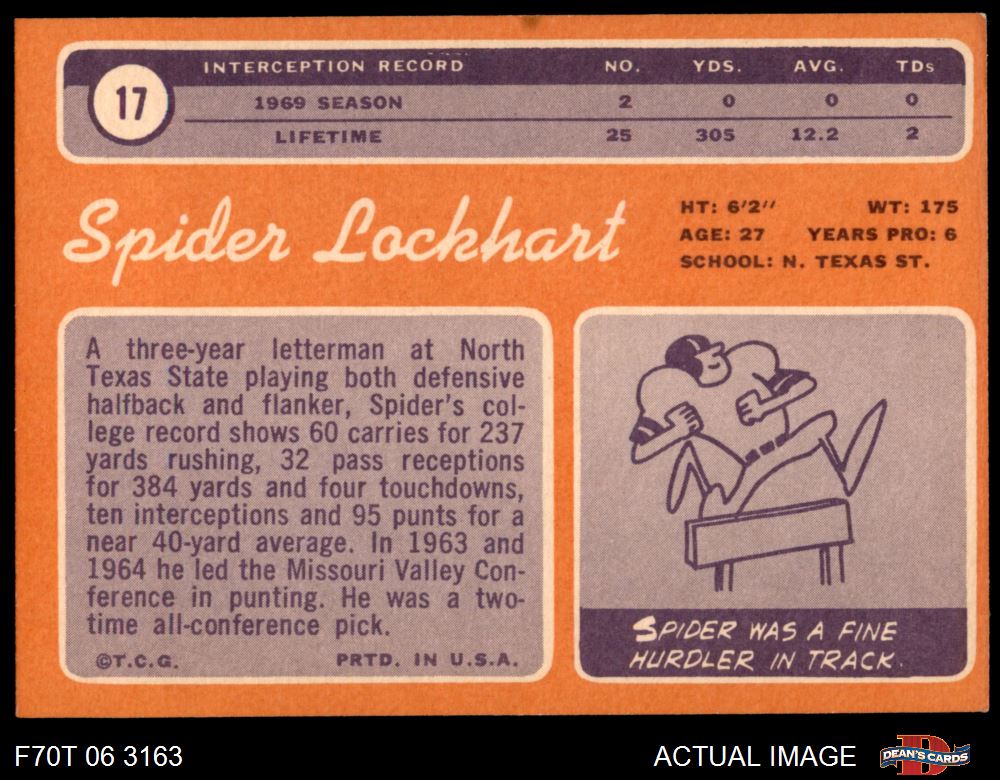 17
INTERCEPTION RECORD NO. YDS. AVG. TDs
1969 SEASON 2 0 0 0
LIFETIME 25 305 12.2 2
Spider Lockhart
HT: 6'2" WT: 175
AGE: 27 YEARS PRO: 6
SCHOOL: N. TEXAS ST.
A three-year letterman at North
Texas State playing both defensive
halfback and flanker, Spider's col-
lege record shows 60 carries for 237
yards rushing, 32 pass receptions
for 384 yards and four touchdowns,
ten interceptions and 95 punts for a
near 40-yard average. In 1963 and
1964 he led the Missouri Valley Con-
ference in punting. He was a two-
time all-conference pick.
©T.C.G. PRTD. IN U.S.A.
SPIDER WAS A FINE
HURDLER IN TRACK.
F70T 06 3163 ACTUAL IMAGE DEAN'S CARDS